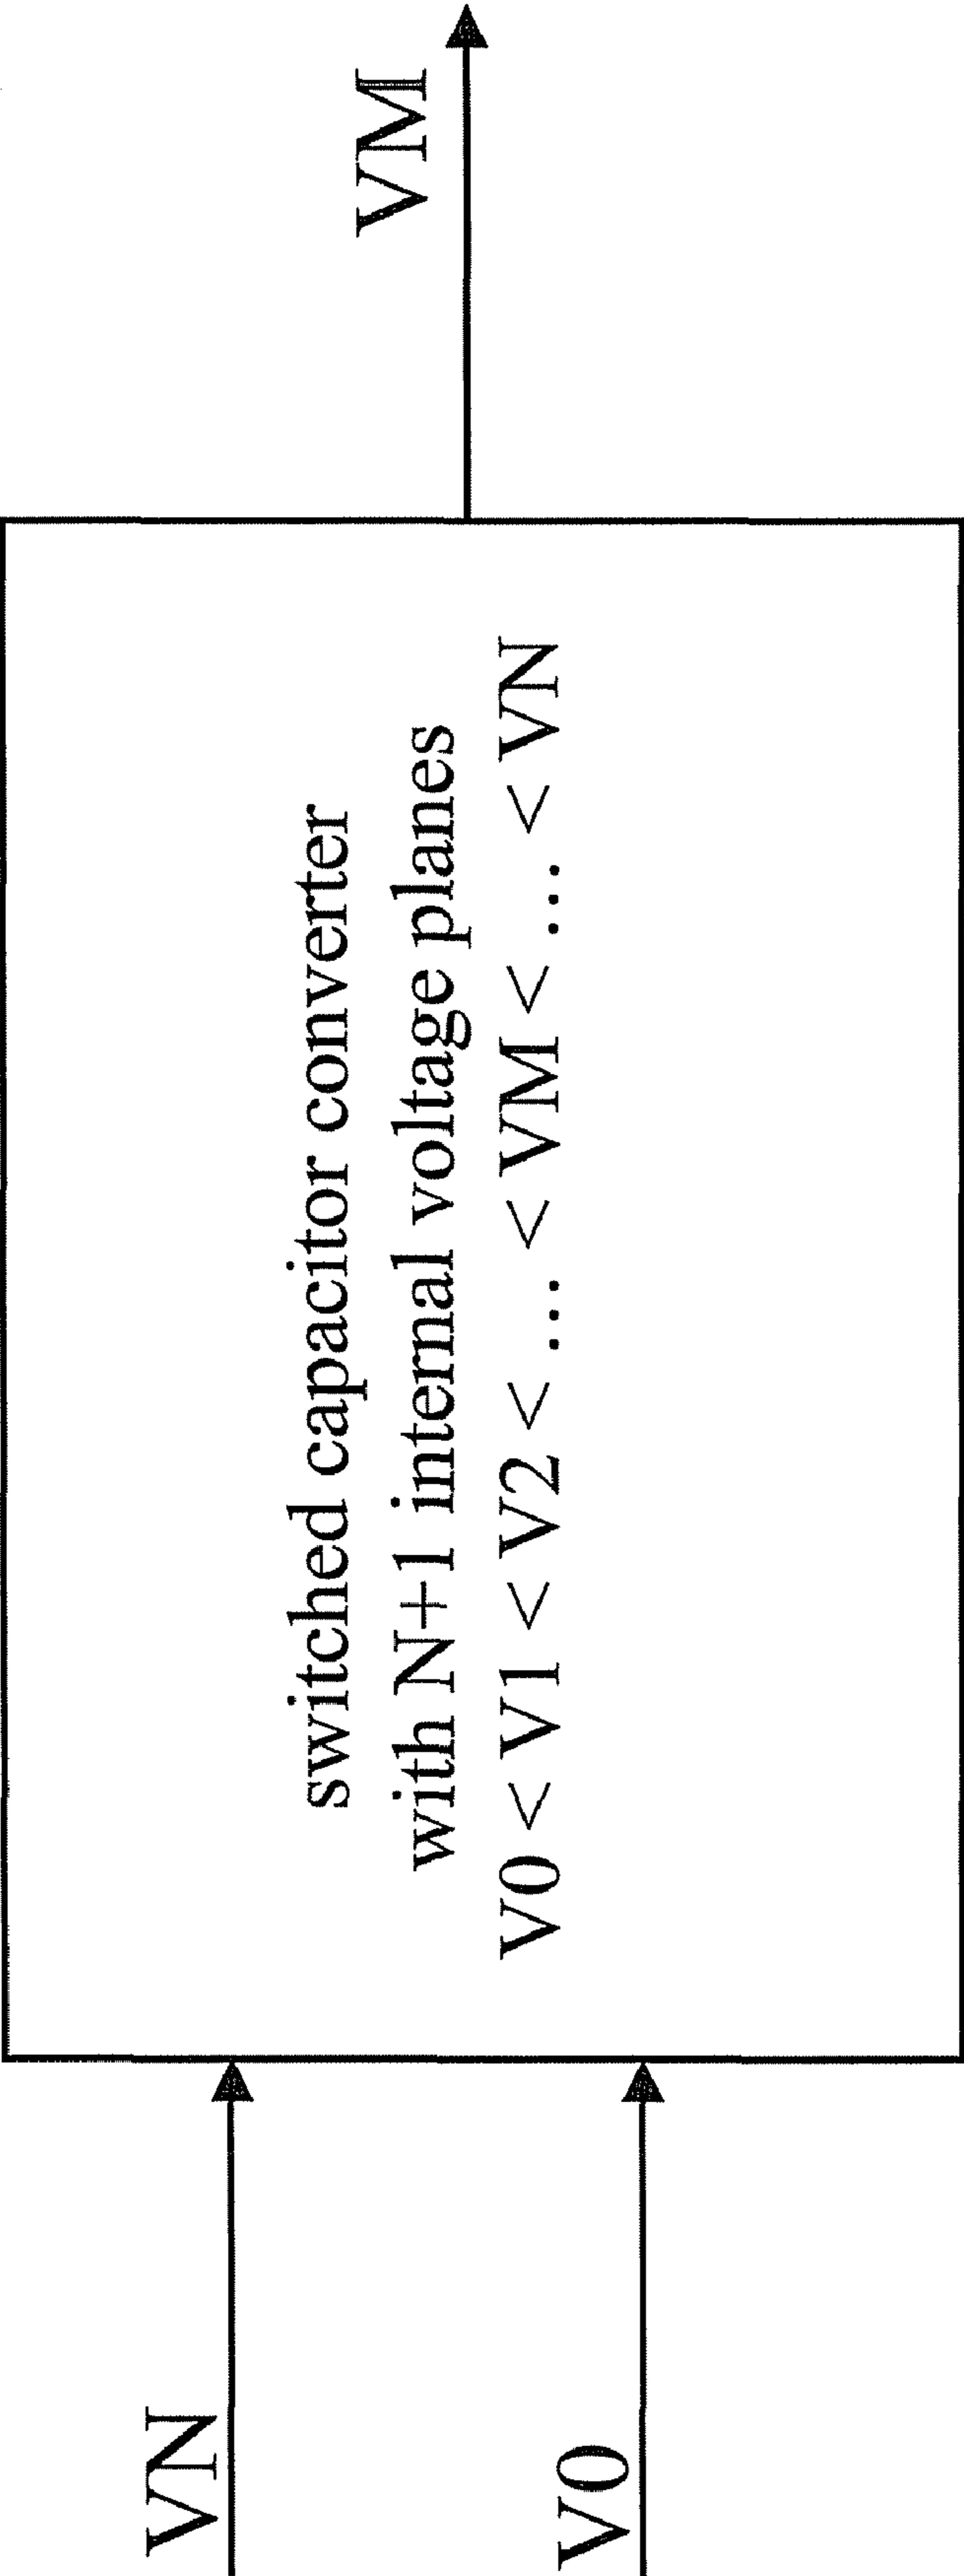 VN
V0
switched capacitor converter
with N+1 internal voltage planes
V0 < V1 < V2 < ... < VM < ... < VN
VM